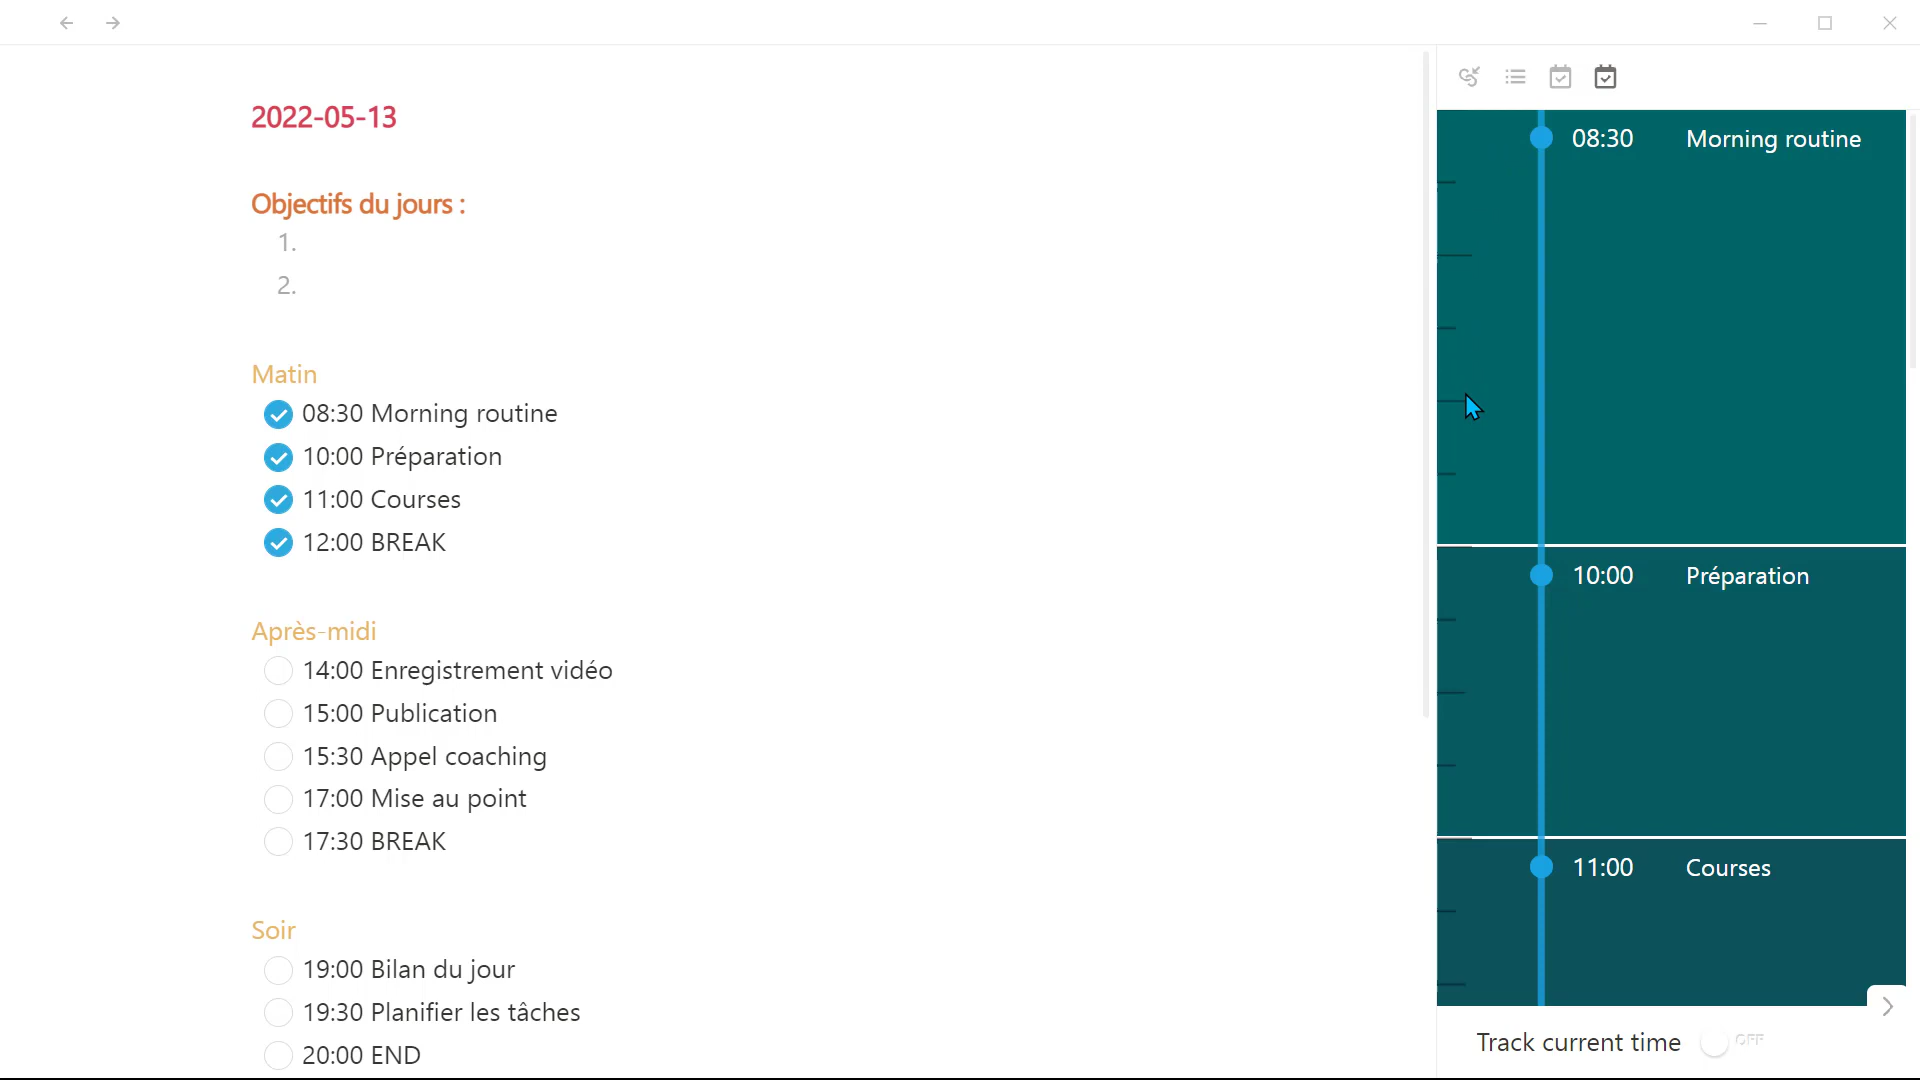 2022-05-13
Objectifs du jours :
1.
2.
Matin
08:30 Morning routine
10:00 Préparation
11:00 Courses
12:00 BREAK
Après-midi
14:00 Enregistrement vidéo
15:00 Publication
15:30 Appel coaching
17:00 Mise au point
17:30 BREAK
Soir
19:00 Bilan du jour
19:30 Planifier les tâches
20:00 END
08:30 Morning routine
10:00 Préparation
11:00 Courses
Track current time OFF